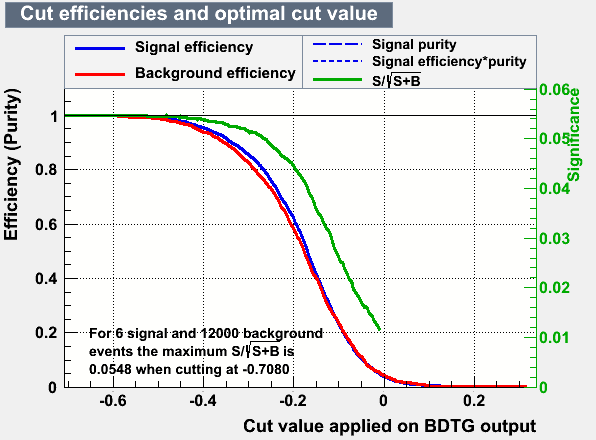 Cut efficiencies and optimal cut value
Signal efficiency
Background efficiency
Signal purity
Signal efficiency*purity
S/√S+B
Efficiency (Purity)
1
0.8
0.6
0.4
0.2
0
0.06
0.05
0.04
0.03
0.02
0.01
0
Significance
For 6 signal and 12000 background
events the maximum S/√S+B is
0.0548 when cutting at -0.7080
-0.6
-0.4
-0.2
0
0.2
Cut value applied on BDTG output